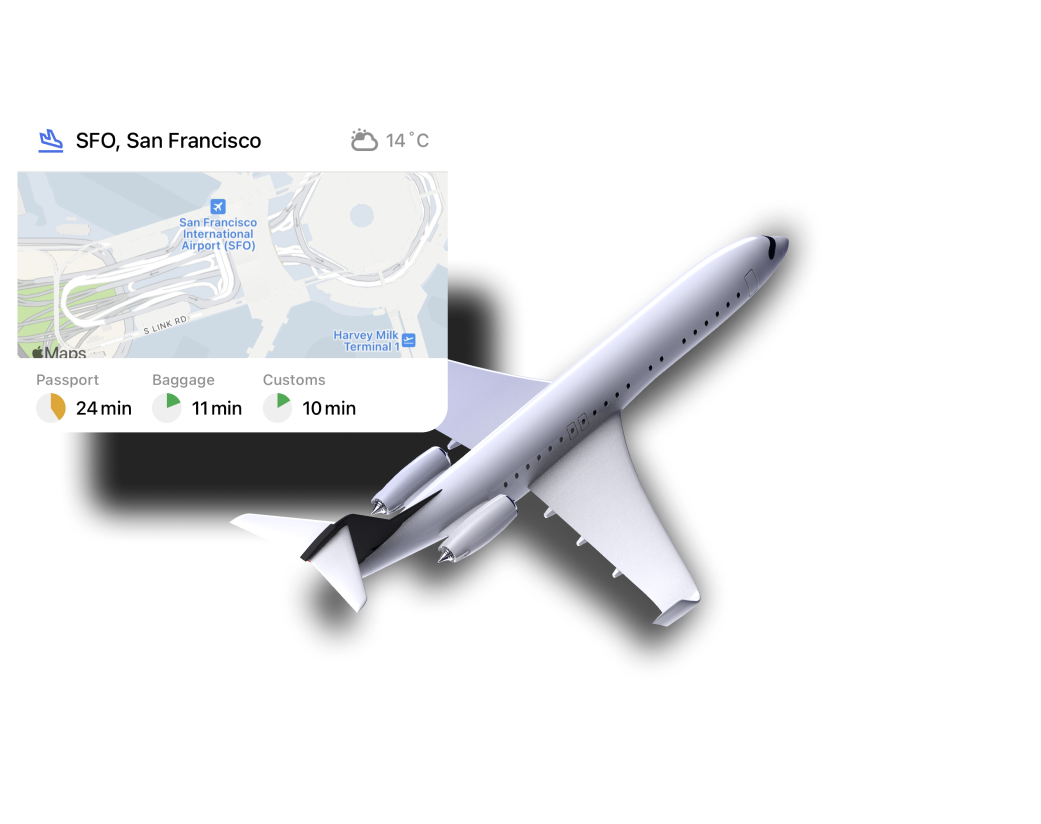 SFO, San Francisco
14°C
San Francisco
International
Airport (SFO)
S LINK RD
Harvey Milk
Terminal 1
Maps
Passport
Baggage
Customs
24 min
11 min
10 min